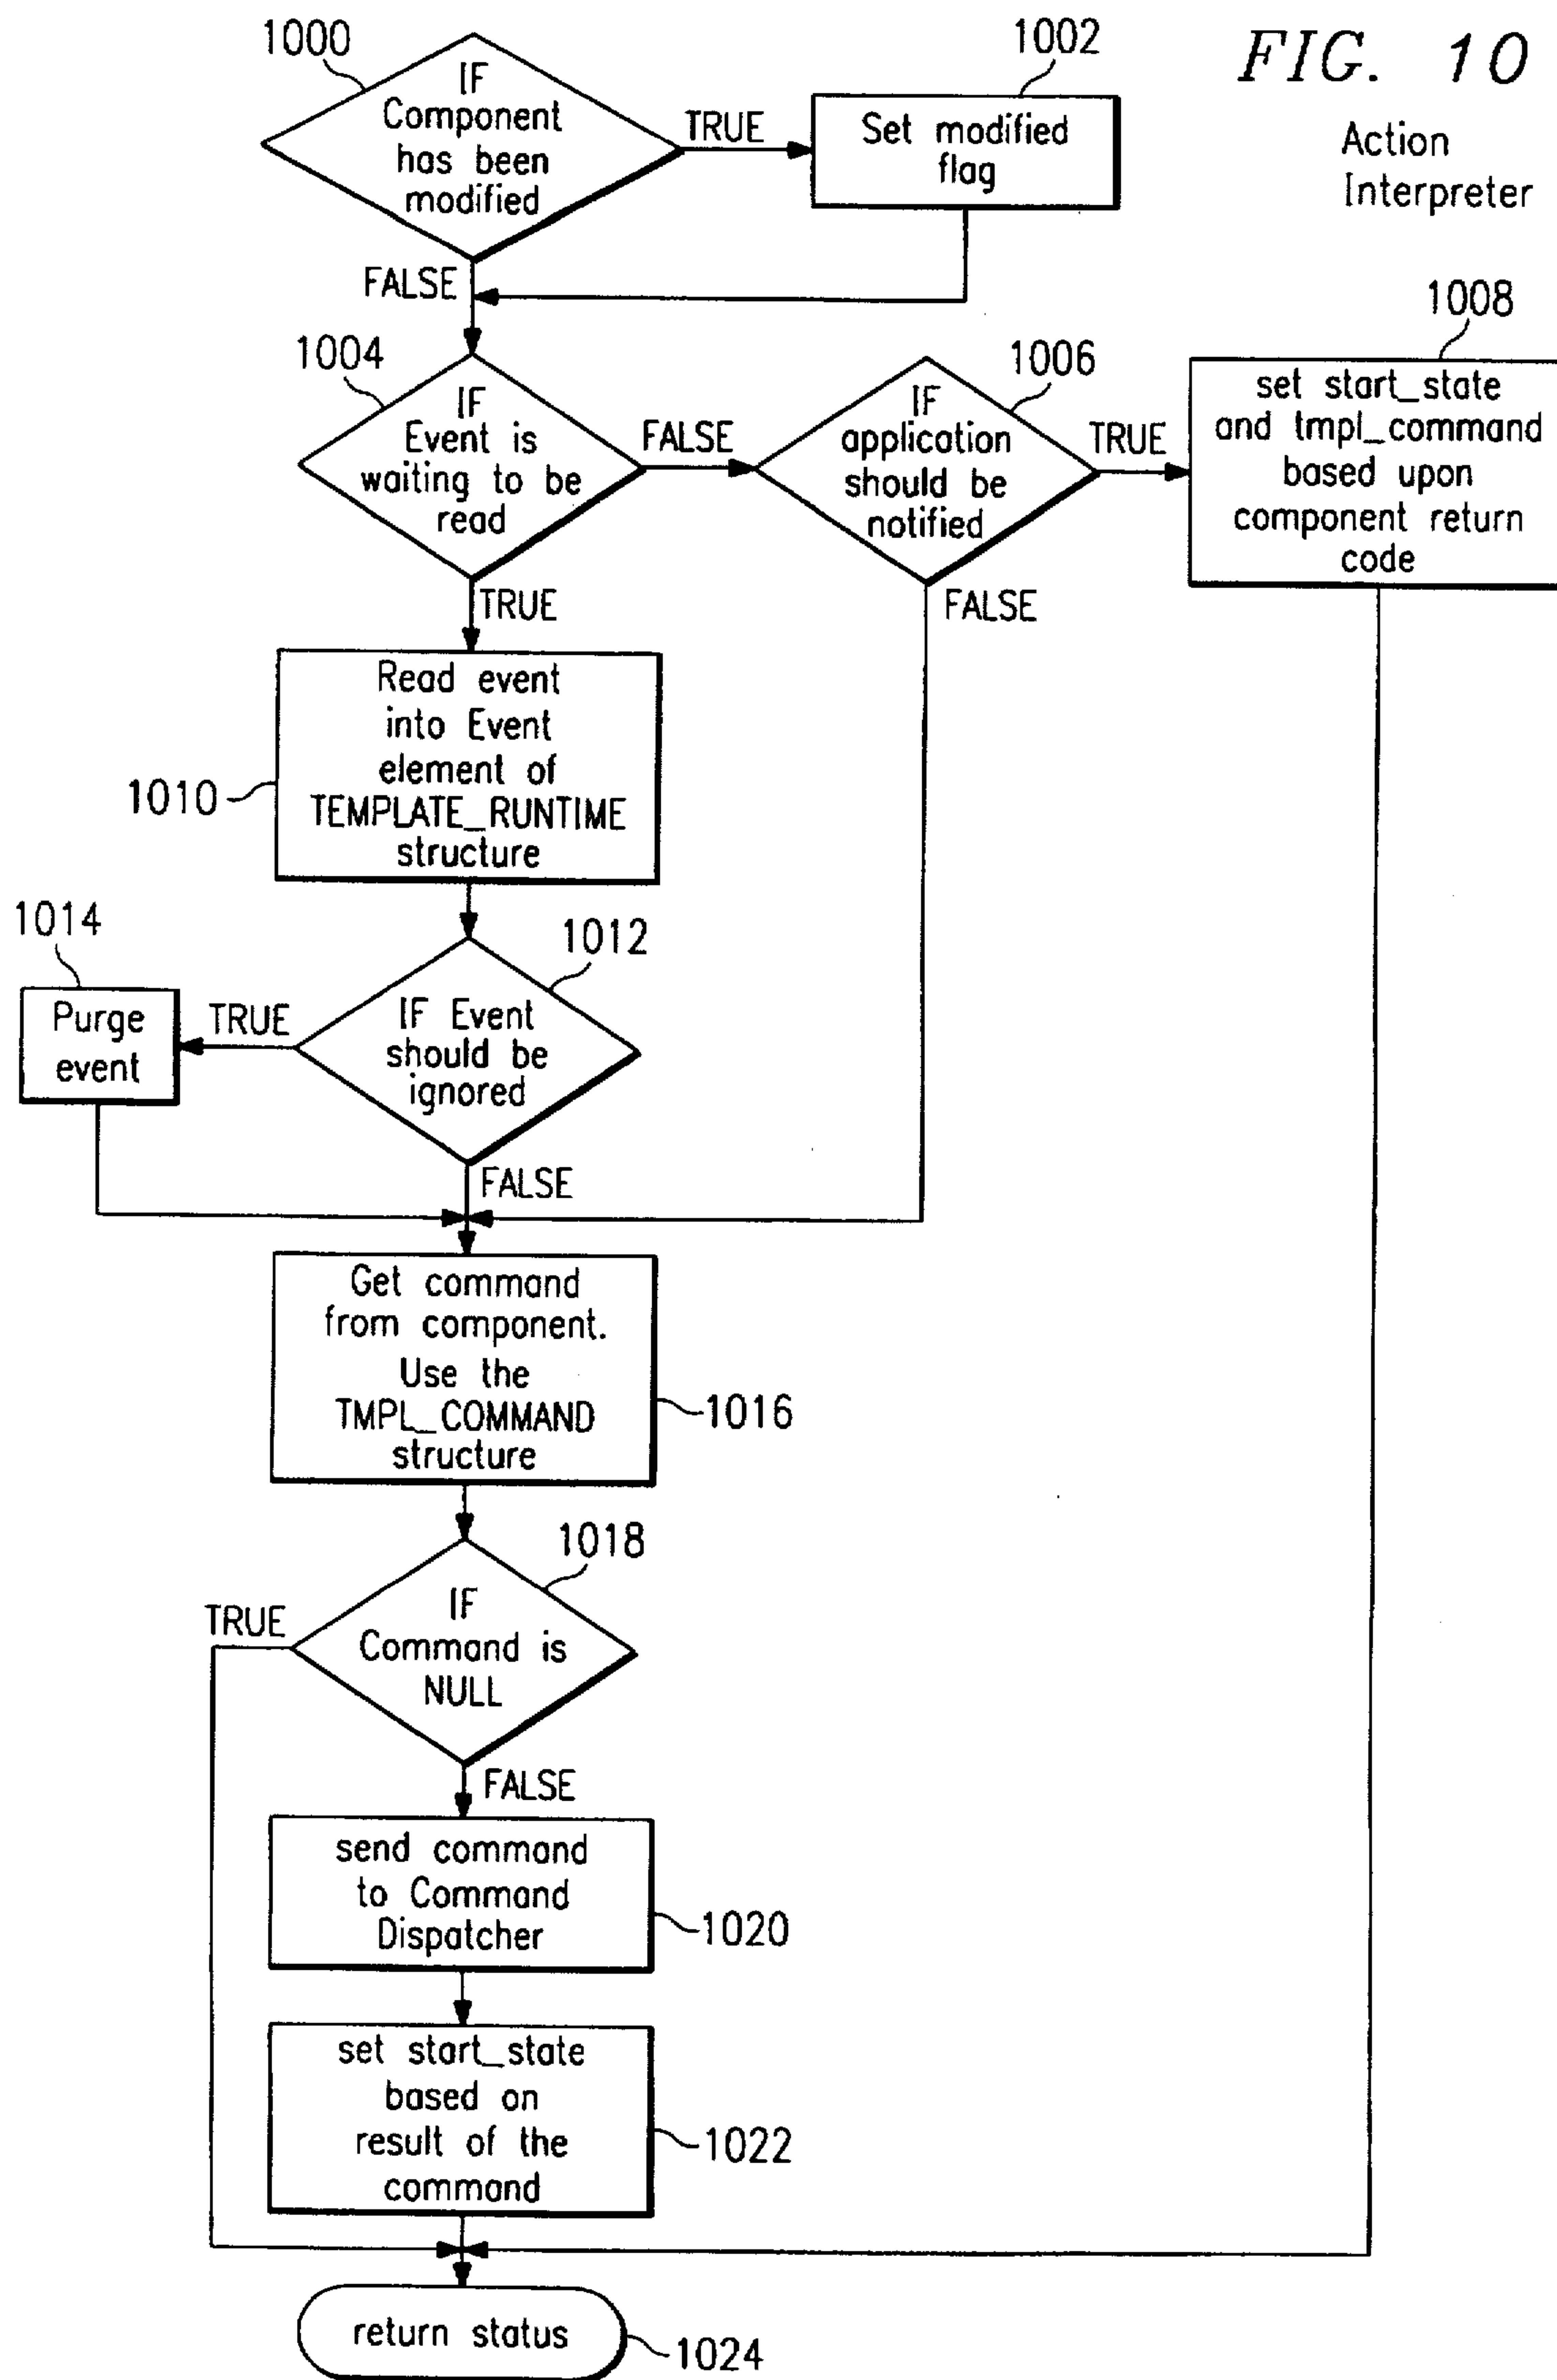 FIG. 10
Action
Interpreter
1000
IF
Component
has been
modified
TRUE
1002
Set modified
flag
FALSE
1004
IF
Event is
waiting to be
read
FALSE
1006
IF
application
should be
notified
TRUE
1008
set start_state
and tmpl_command
based upon
component return
code
TRUE
FALSE
1010
Read event
into Event
element of
TEMPLATE_RUNTIME
structure
1012
IF Event
should be
ignored
TRUE
1014
Purge
event
FALSE
Get command
from component.
Use the
TMPL_COMMAND
structure
1016
1018
IF
Command is
NULL
TRUE
FALSE
send command
to Command
Dispatcher
1020
set start_state
based on
result of the
command
1022
return status
1024